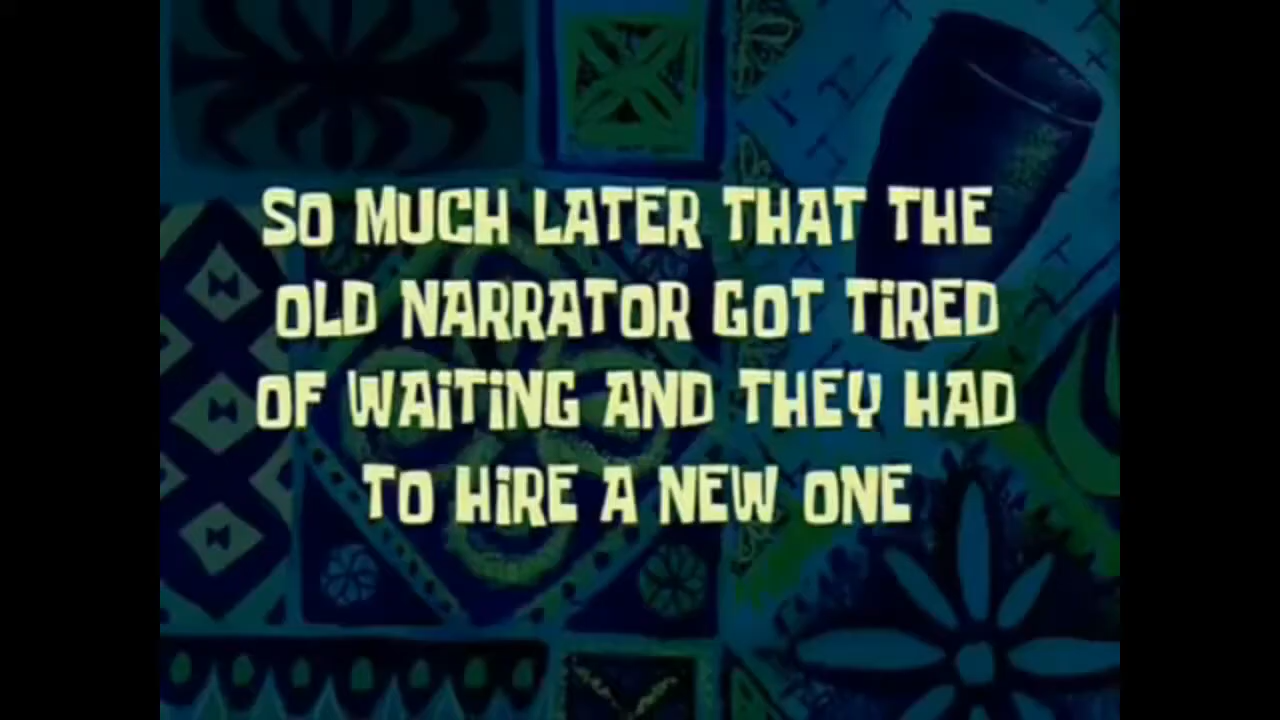 SO MUCH LATER THAT THE
OLD NARRATOR GOT TIRED
OF WAITING AND THEY HAD
TO HIRE A NEW ONE